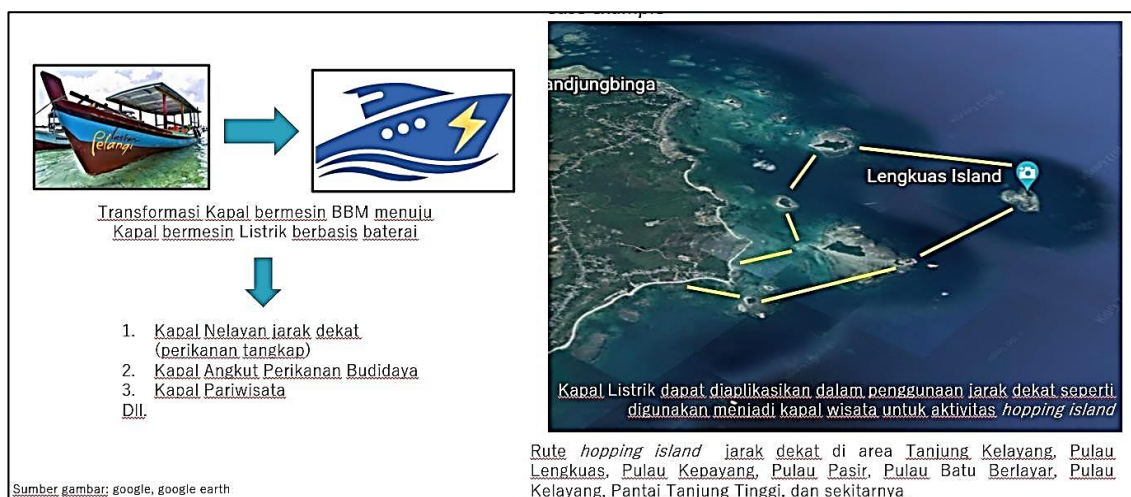 Pelangi
Transformasi Kapal bermesin BBM menuju
Kapal bermesin Listrik berbasis baterai
1. Kapal Nelayan jarak dekat
(perikanan tangkap)
2. Kapal Angkut Perikanan Budidaya
3. Kapal Pariwisata
Dll.
Sumber gambar: google, google earth
andjungbinga
Lengkuas Island
Kapal Listrik dapat diaplikasikan dalam penggunaan jarak dekat seperti
digunakan menjadi kapal wisata untuk aktivitas hopping island
Rute hopping island jarak dekat di area Tanjung Kelayang, Pulau
Lengkuas, Pulau Kepayang, Pulau Pasir, Pulau Batu Berlayar, Pulau
Kelayang, Pantai Tanjung Tinggi, dan sekitarnya